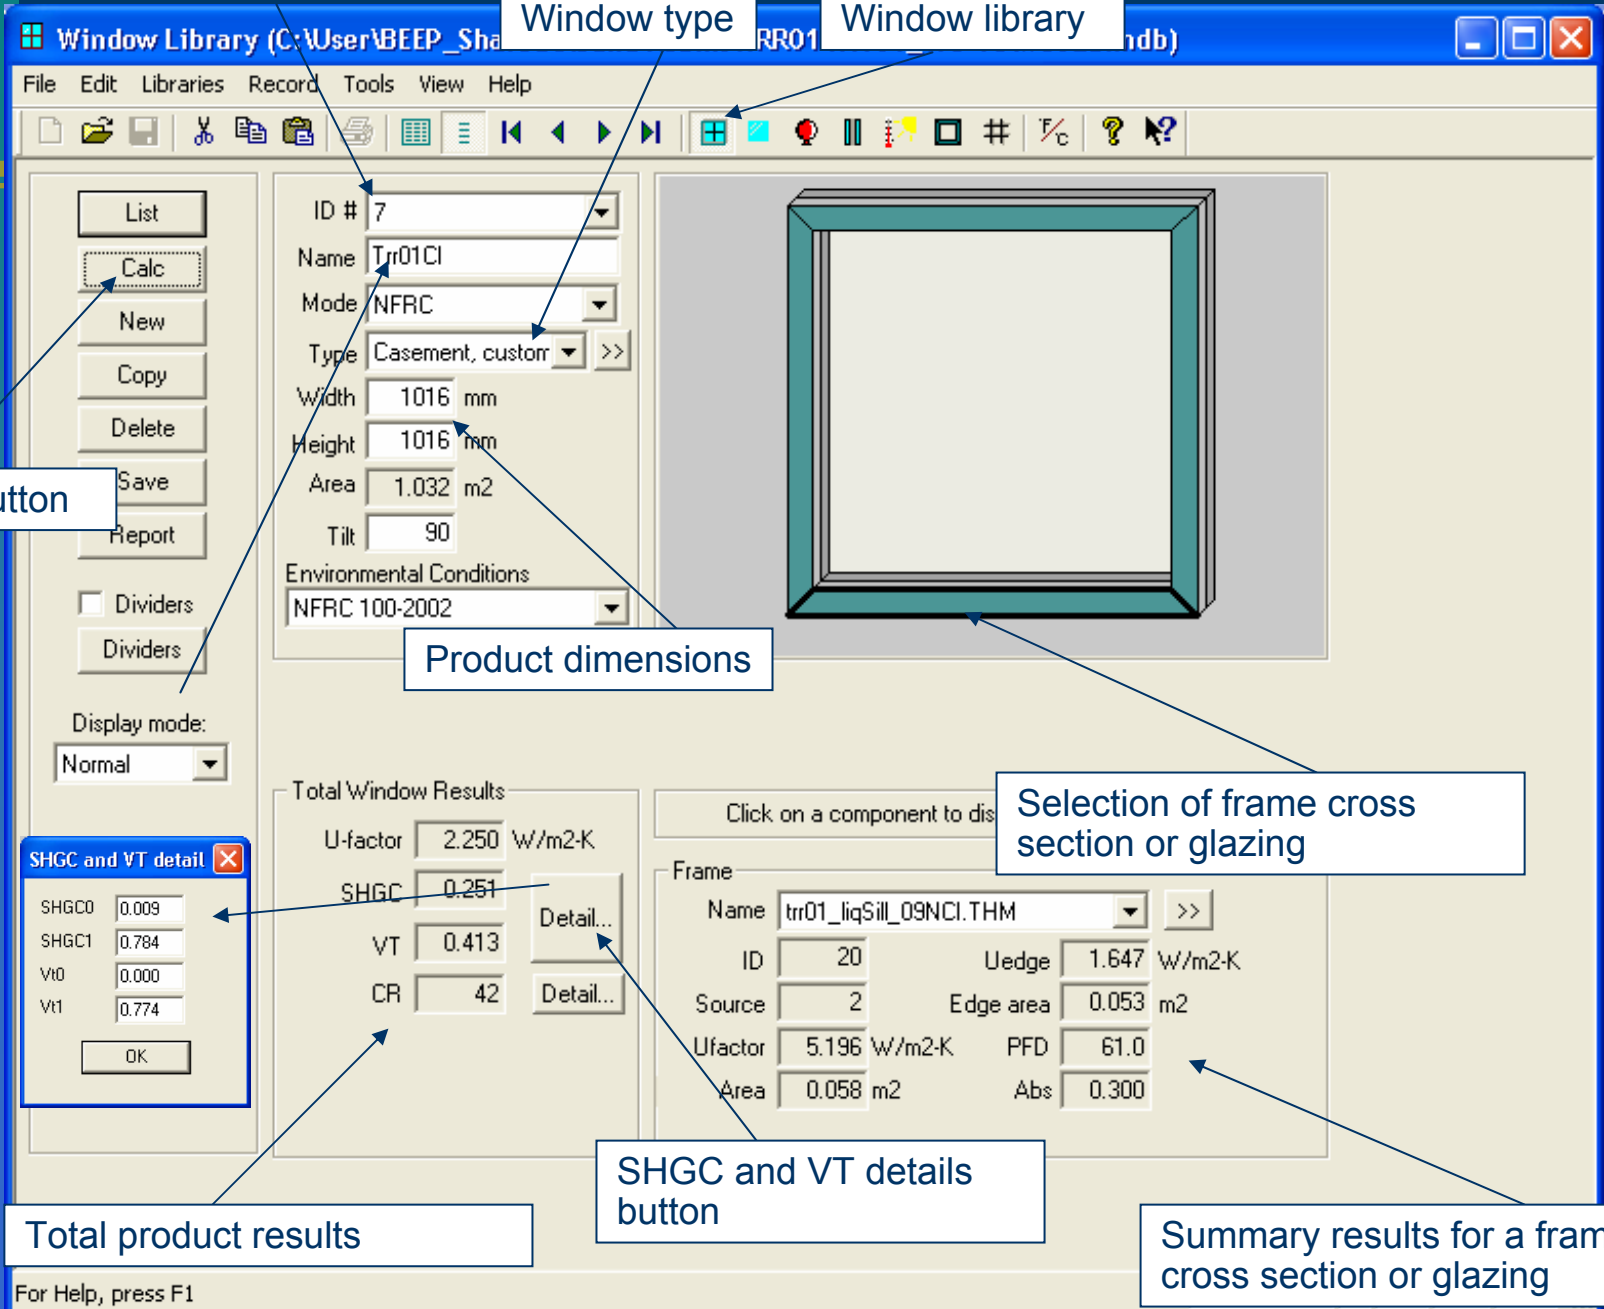 Window type
Window library
Window Library (C:\User\BEEP_Sha
RR01
ndb)
File Edit Libraries Record Tools View Help
List
Calc
New
Copy
Delete
Save
Report
Dividers
Dividers
Display mode:
Normal
ID # 7
Name Trr01Cl
Mode NFRC
Type Casement, custom >>
Width 1016 mm
Height 1016 mm
Area 1.032 m2
Tilt 90
Environmental Conditions
NFRC 100-2002
Product dimensions
Total Window Results
U-factor 2.250 W/m2-K
SHGC 0.251
Detail...
VT 0.413
CR 42 Detail...
SHGC and VT detail
SHGC0 0.009
SHGC1 0.784
Vt0 0.000
Vt1 0.774
OK
Click on a component to dis
Selection of frame cross
section or glazing
Frame
Name trr01_liqSill_09NCl.THM >>
ID 20 Uedge 1.647 W/m2-K
Source 2 Edge area 0.053 m2
Ufactor 5.196 W/m2-K PFD 61.0
Area 0.058 m2 Abs 0.300
SHGC and VT details
button
Total product results
Summary results for a fram
cross section or glazing
For Help, press F1